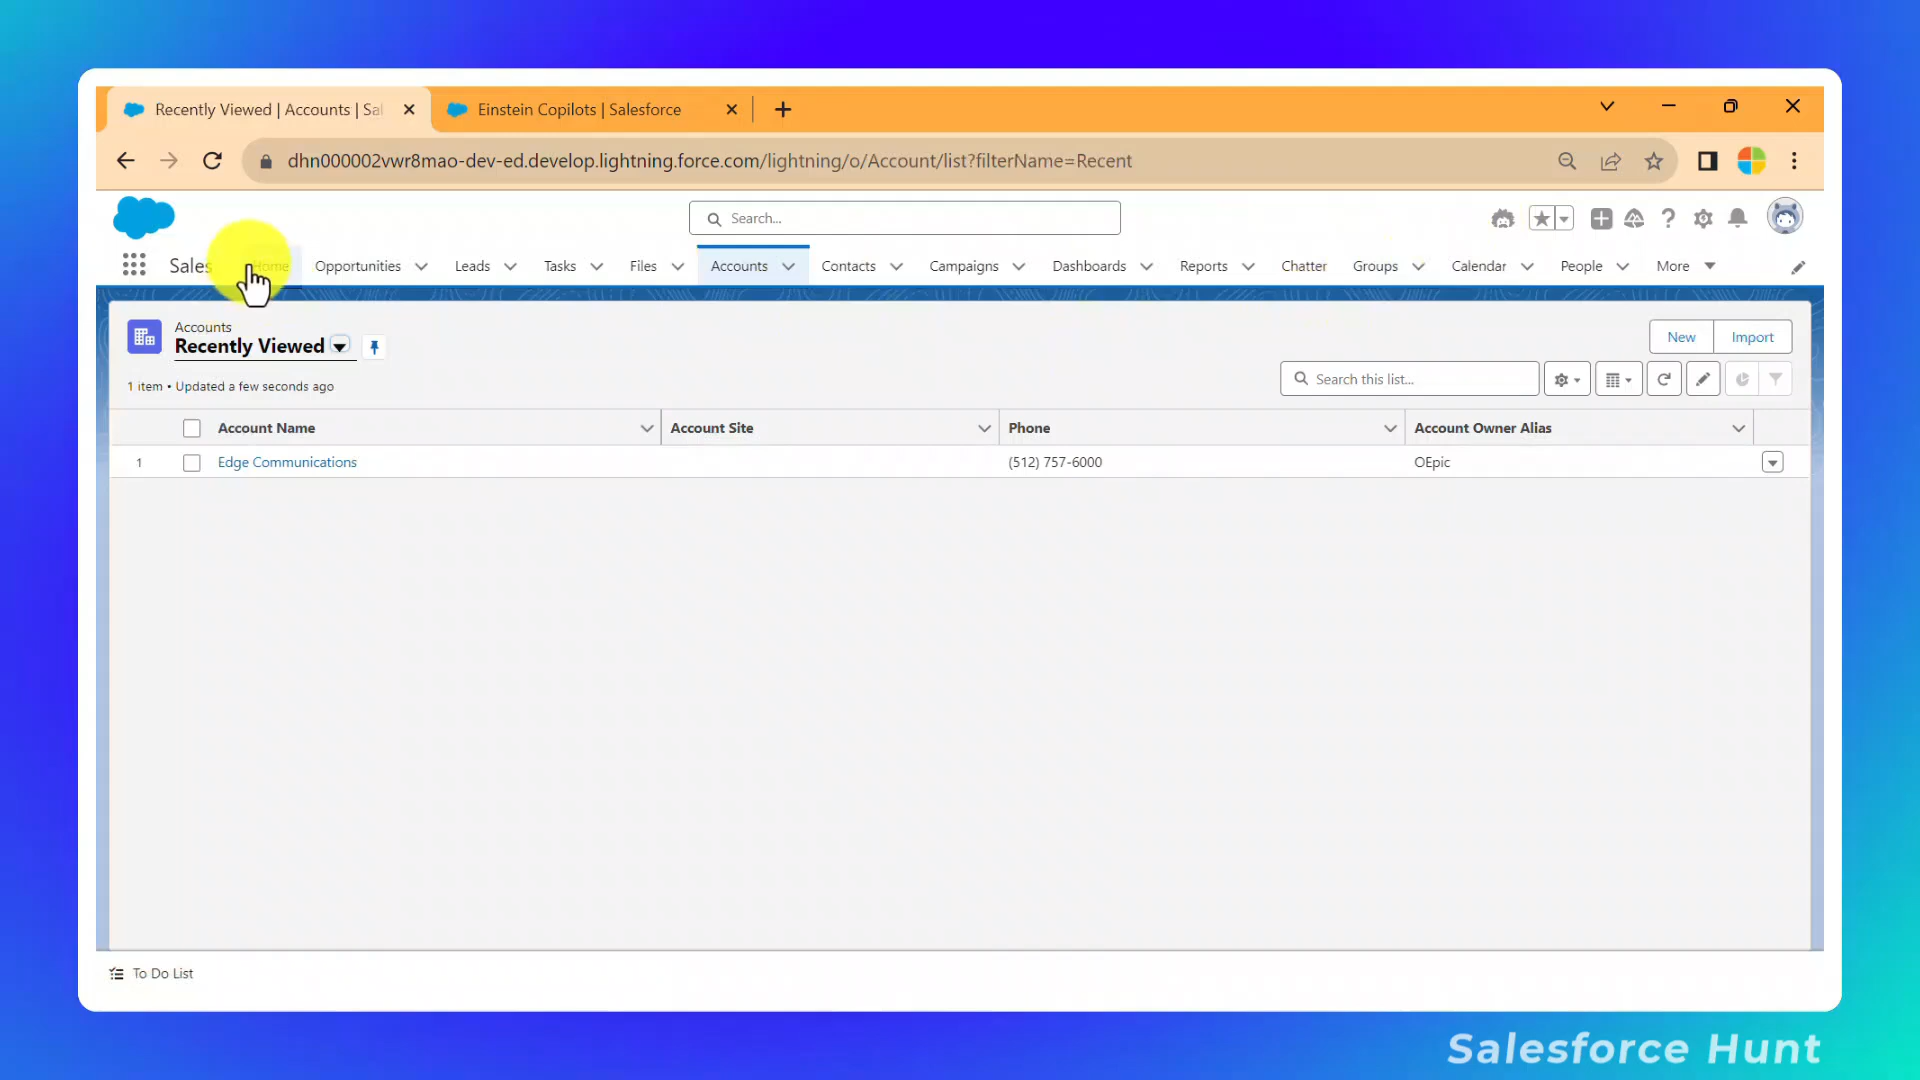 Recently Viewed | Accounts | Sal
Einstein Copilots | Salesforce
dhn000002vwr8mao-dev-ed.develop.lightning.force.com/lightning/o/Account/list?filterName=Recent
Search...
Sales Home Opportunities Leads Tasks Files Accounts Contacts Campaigns Dashboards Reports Chatter Groups Calendar People More
Accounts
Recently Viewed
New Import
1 item • Updated a few seconds ago
Search this list...
Account Name Account Site Phone Account Owner Alias
1 Edge Communications (512) 757-6000 OEpic
To Do List
Salesforce Hunt